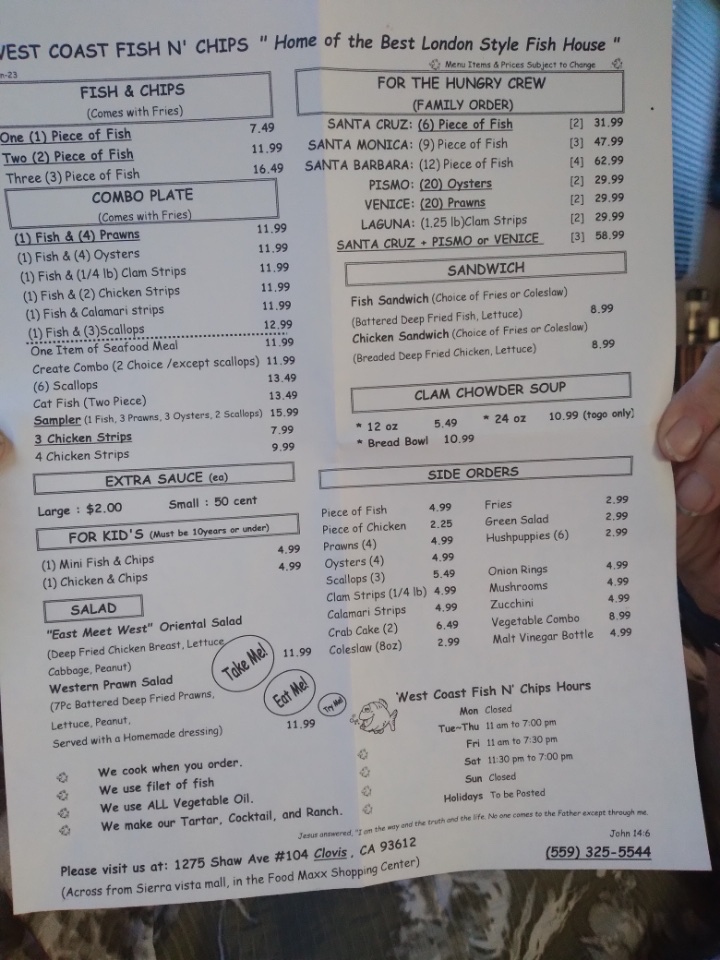 WEST COAST FISH N' CHIPS " Home of the Best London Style Fish House "
n-23
Menu Items & Prices Subject to Change
FISH & CHIPS
(Comes with Fries)
One (1) Piece of Fish 7.49
Two (2) Piece of Fish 11.99
Three (3) Piece of Fish 16.49
COMBO PLATE
(Comes with Fries)
(1) Fish & (4) Prawns 11.99
(1) Fish & (4) Oysters 11.99
(1) Fish & (1/4 lb) Clam Strips 11.99
(1) Fish & (2) Chicken Strips 11.99
(1) Fish & Calamari strips 11.99
(1) Fish & (3)Scallops 12.99
One Item of Seafood Meal 11.99
Create Combo (2 Choice /except scallops) 11.99
(6) Scallops 13.49
Cat Fish (Two Piece) 13.49
Sampler (1 Fish, 3 Prawns, 3 Oysters, 2 Scallops) 15.99
3 Chicken Strips 7.99
4 Chicken Strips 9.99
EXTRA SAUCE (ea)
Large : $2.00 Small : 50 cent
FOR KID'S (Must be 10years or under)
(1) Mini Fish & Chips 4.99
(1) Chicken & Chips 4.99
SALAD
"East Meet West" Oriental Salad
(Deep Fried Chicken Breast, Lettuce
Cabbage, Peanut) 11.99
Western Prawn Salad
(7Pc Battered Deep Fried Prawns,
Lettuce, Peanut,
Served with a Homemade dressing) 11.99
Take Me!
Eat Me!
Try Me!
We cook when you order.
We use filet of fish
We use ALL Vegetable Oil.
We make our Tartar, Cocktail, and Ranch.
FOR THE HUNGRY CREW
(FAMILY ORDER)
SANTA CRUZ: (6) Piece of Fish [2] 31.99
SANTA MONICA: (9) Piece of Fish [3] 47.99
SANTA BARBARA: (12) Piece of Fish [4] 62.99
PISMO: (20) Oysters [2] 29.99
VENICE: (20) Prawns [2] 29.99
LAGUNA: (1.25 lb)Clam Strips [2] 29.99
SANTA CRUZ + PISMO or VENICE [3] 58.99
SANDWICH
Fish Sandwich (Choice of Fries or Coleslaw)
(Battered Deep Fried Fish, Lettuce) 8.99
Chicken Sandwich (Choice of Fries or Coleslaw)
(Breaded Deep Fried Chicken, Lettuce) 8.99
CLAM CHOWDER SOUP
* 12 oz 5.49 * 24 oz 10.99 (togo only)
* Bread Bowl 10.99
SIDE ORDERS
Piece of Fish 4.99
Piece of Chicken 2.25
Prawns (4) 4.99
Oysters (4) 4.99
Scallops (3) 5.49
Clam Strips (1/4 lb) 4.99
Calamari Strips 4.99
Crab Cake (2) 6.49
Coleslaw (8oz) 2.99
Fries 2.99
Green Salad 2.99
Hushpuppies (6) 2.99
Onion Rings 4.99
Mushrooms 4.99
Zucchini 4.99
Vegetable Combo 8.99
Malt Vinegar Bottle 4.99
'West Coast Fish N' Chips Hours
Mon Closed
Tue~Thu 11 am to 7:00 pm
Fri 11 am to 7:30 pm
Sat 11:30 pm to 7:00 pm
Sun Closed
Holidays To be Posted
Jesus answered, "I am the way and the truth and the life. No one comes to the Father except through me.
John 14:6
Please visit us at: 1275 Shaw Ave #104 Clovis , CA 93612
(559) 325-5544
(Across from Sierra vista mall, in the Food Maxx Shopping Center)